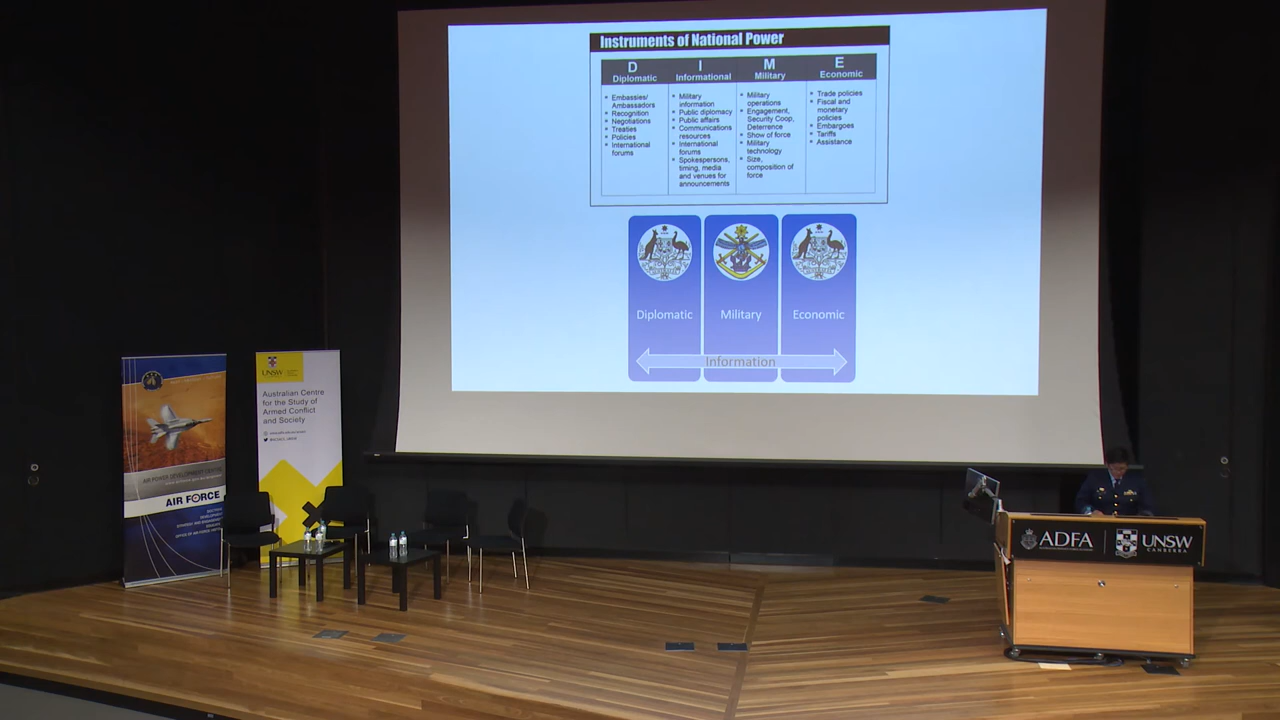 Instruments of National Power
D
Diplomatic
Embassies/
Ambassadors
Recognition
Negotiations
Treaties
Policies
International
forums
I
Informational
Military
information
Public diplomacy
Public affairs
Communications
resources
International
forums
Spokespersons,
timing, media
and venues for
announcements
M
Military
Military
operations
Engagement,
Security Coop,
Deterrence
Show of force
Military
technology
Size,
composition of
force
E
Economic
Trade policies
Fiscal and
monetary
policies
Embargoes
Tariffs
Assistance
Diplomatic
Military
Economic
Information
AIR POWER DEVELOPMENT CENTRE
AIR FORCE
UNSW
Australian Centre
for the Study of
Armed Conflict
and Society
ADFA
UNSW
CANBERRA